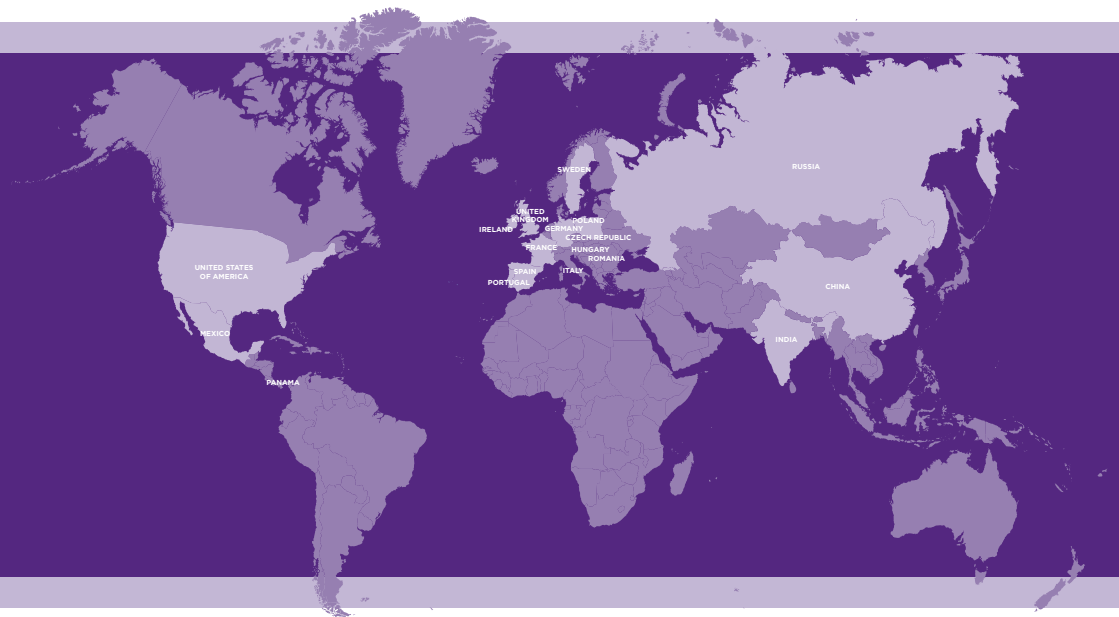 SWEDEN
RUSSIA
UNITED
KINGDOM
POLAND
IRELAND
GERMANY
CZECH REPUBLIC
FRANCE
HUNGARY
ROMANIA
UNITED STATES
OF AMERICA
SPAIN
ITALY
PORTUGAL
CHINA
MEXICO
INDIA
PANAMA